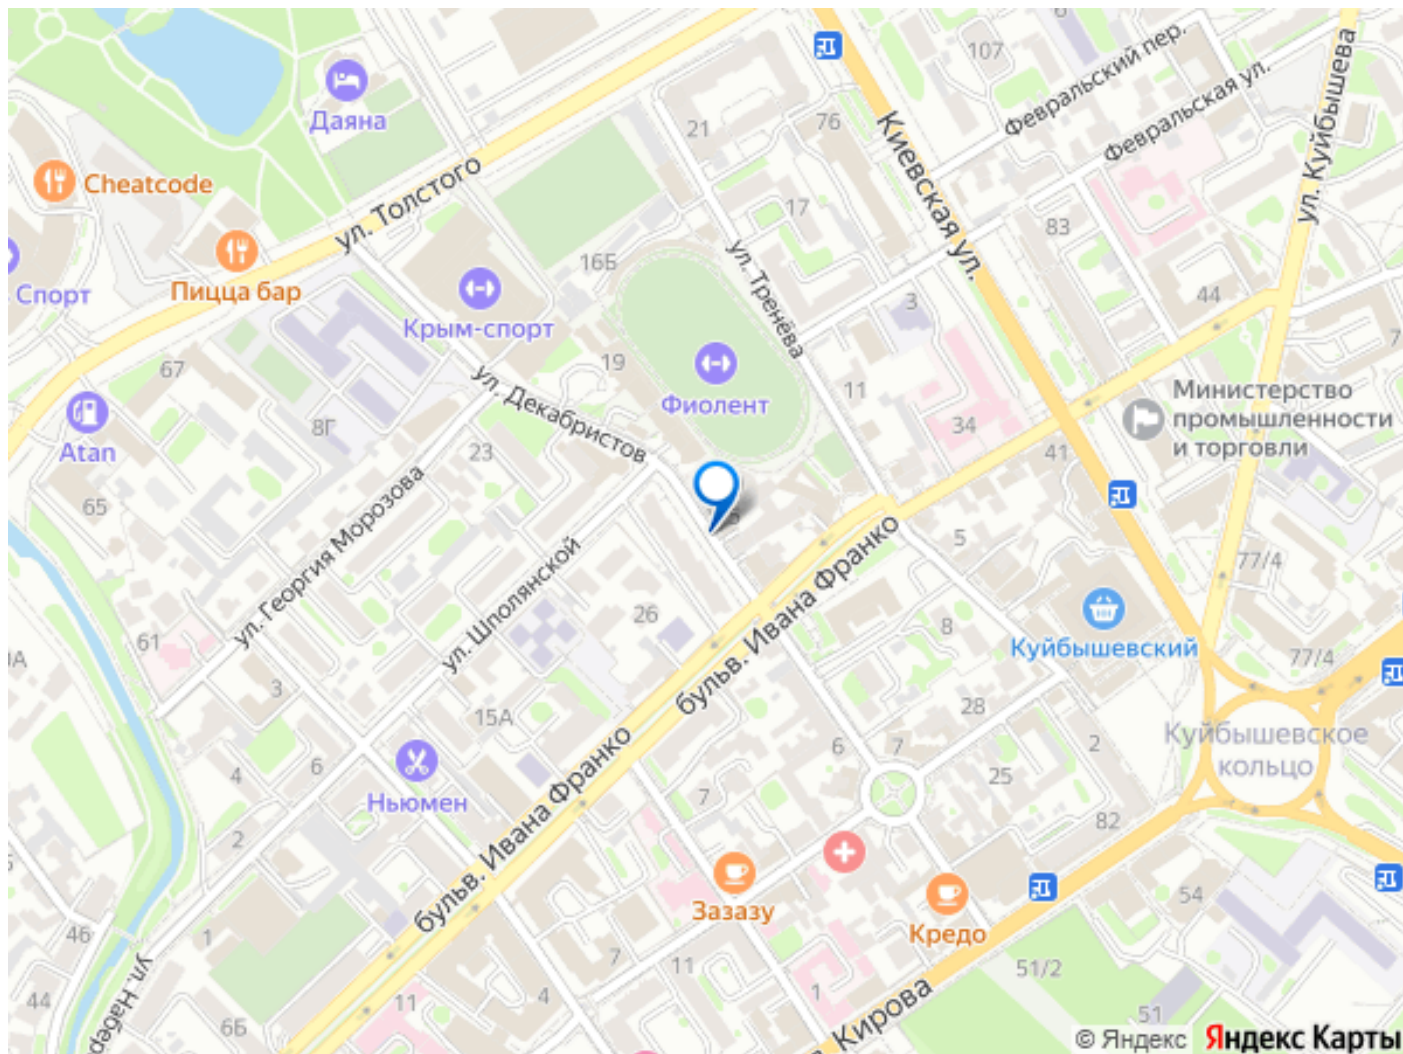 107
Февральский пер.
Февральская ул.
ул. Куйбышева
Даяна
21
76
Киевская ул.
Cheatcode
ул. Толстого
17
83
Пицца бар
Спорт
16Б
ул. Тренёва
3
44
Крым-спорт
19
67
Фиолент
11
Министерство
промышленности
и торговли
ул. Декабристов
8Г
34
Atan
23
41
65
ул. Георгия Морозова
5
77/4
ул. Шполянской
бульв. Ивана Франко
26
8
Куйбышевский
61
77/4
3
15А
28
6
7
2
Куйбышевское
кольцо
4
6
25
Ньюмен
бульв. Ивана Франко
7
82
2
Зазазу
54
Кредо
46
1
7
11
51/2
ул. Набер
44
11
4
1
Кирова
51
6Б
© Яндекс Яндекс Карты